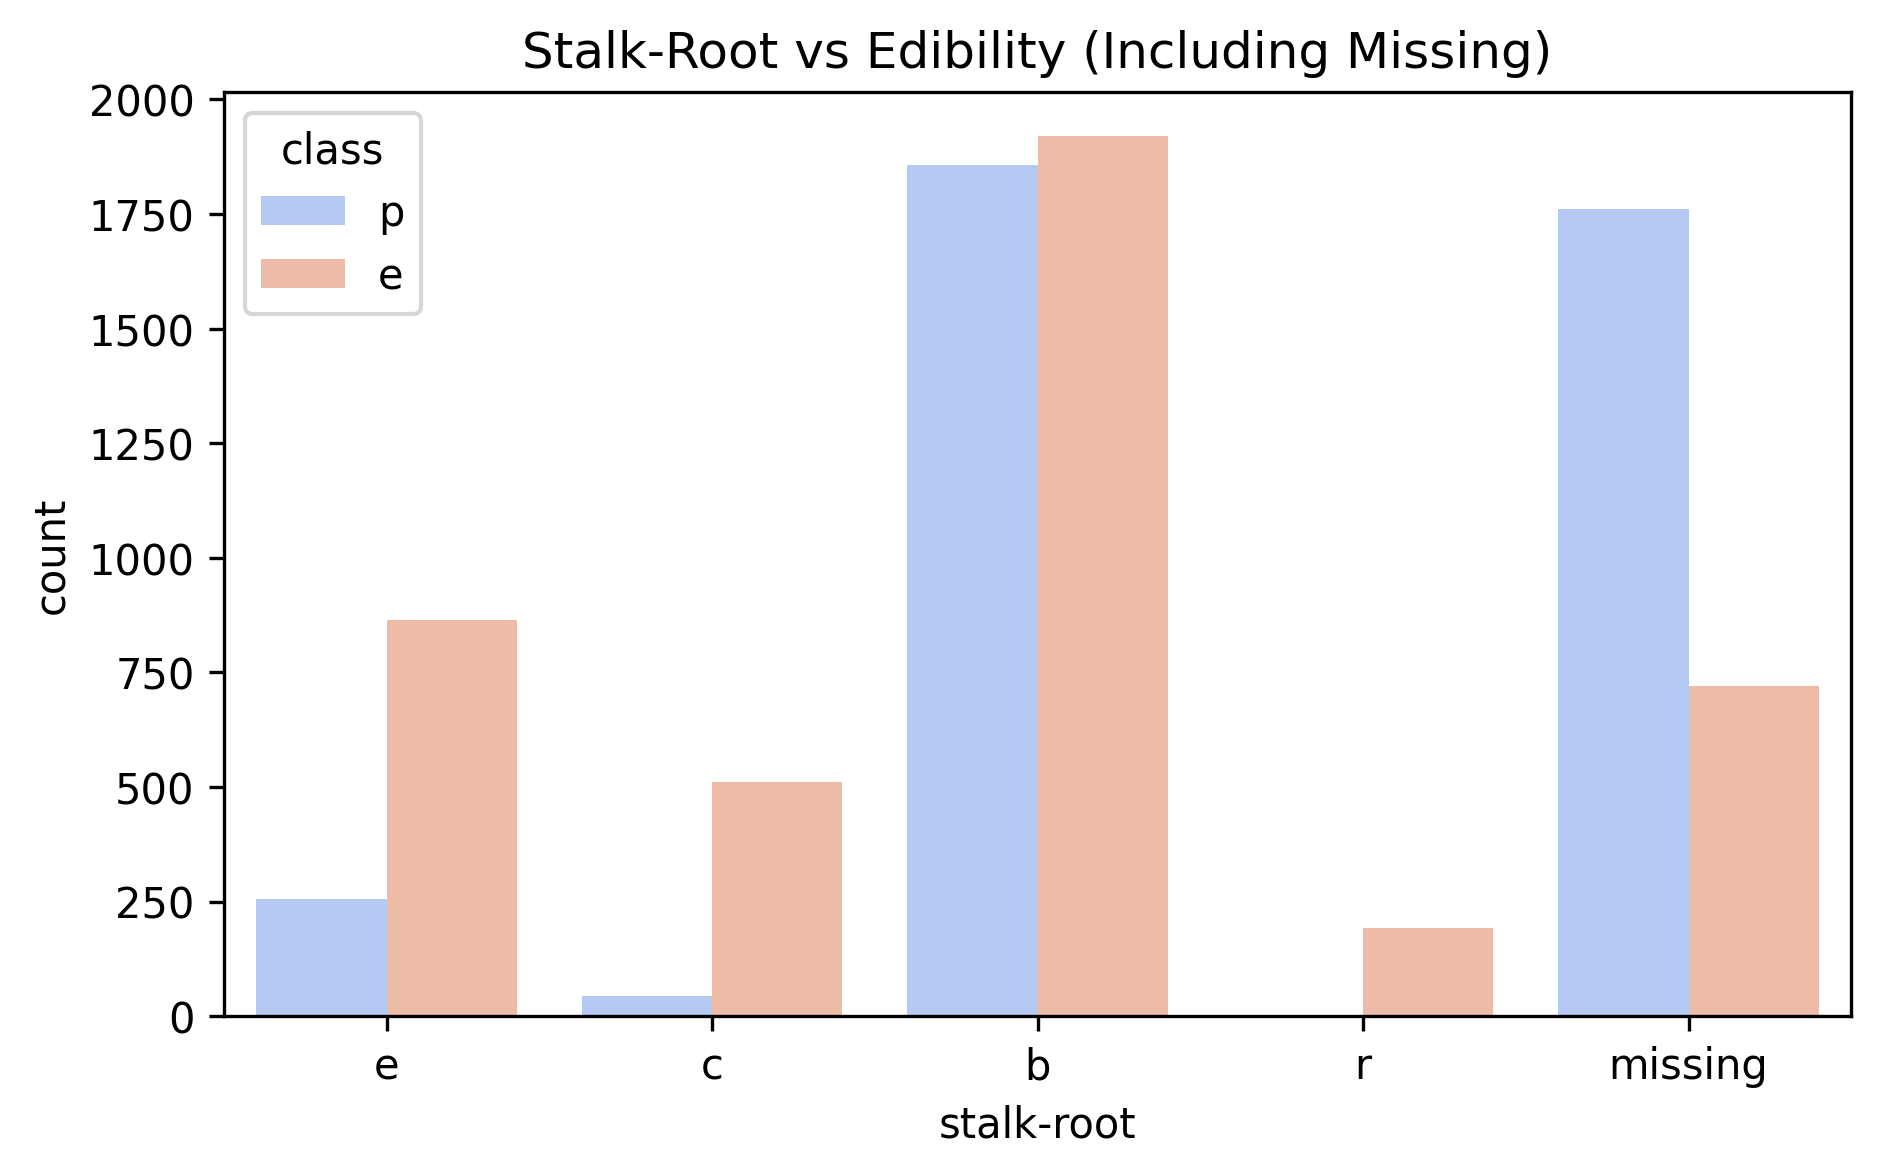 Stalk-Root vs Edibility (Including Missing)
2000
1750
1500
1250
1000
750
500
250
0
count
class
p
e
e c b r missing
stalk-root